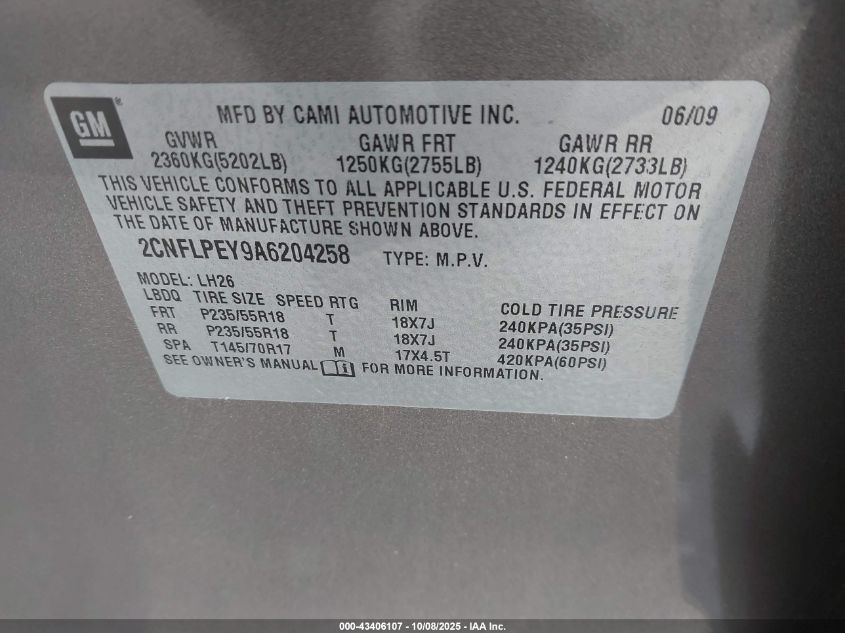 GM®
MFD BY CAMI AUTOMOTIVE INC. 06/09
GVWR GAWR FRT GAWR RR
2360KG(5202LB) 1250KG(2755LB) 1240KG(2733LB)
THIS VEHICLE CONFORMS TO ALL APPLICABLE U.S. FEDERAL MOTOR
VEHICLE SAFETY AND THEFT PREVENTION STANDARDS IN EFFECT ON
THE DATE OF MANUFACTURE SHOWN ABOVE.
2CNFLPEY9A6204258 TYPE: M.P.V.
MODEL: LH26
LBDQ TIRE SIZE SPEED RTG RIM COLD TIRE PRESSURE
FRT P235/55R18 T 18X7J 240KPA(35PSI)
RR P235/55R18 T 18X7J 240KPA(35PSI)
SPA T145/70R17 M 17X4.5T 420KPA(60PSI)
SEE OWNER'S MANUAL FOR MORE INFORMATION.
000-43406107 - 10/08/2025 - IAA Inc.